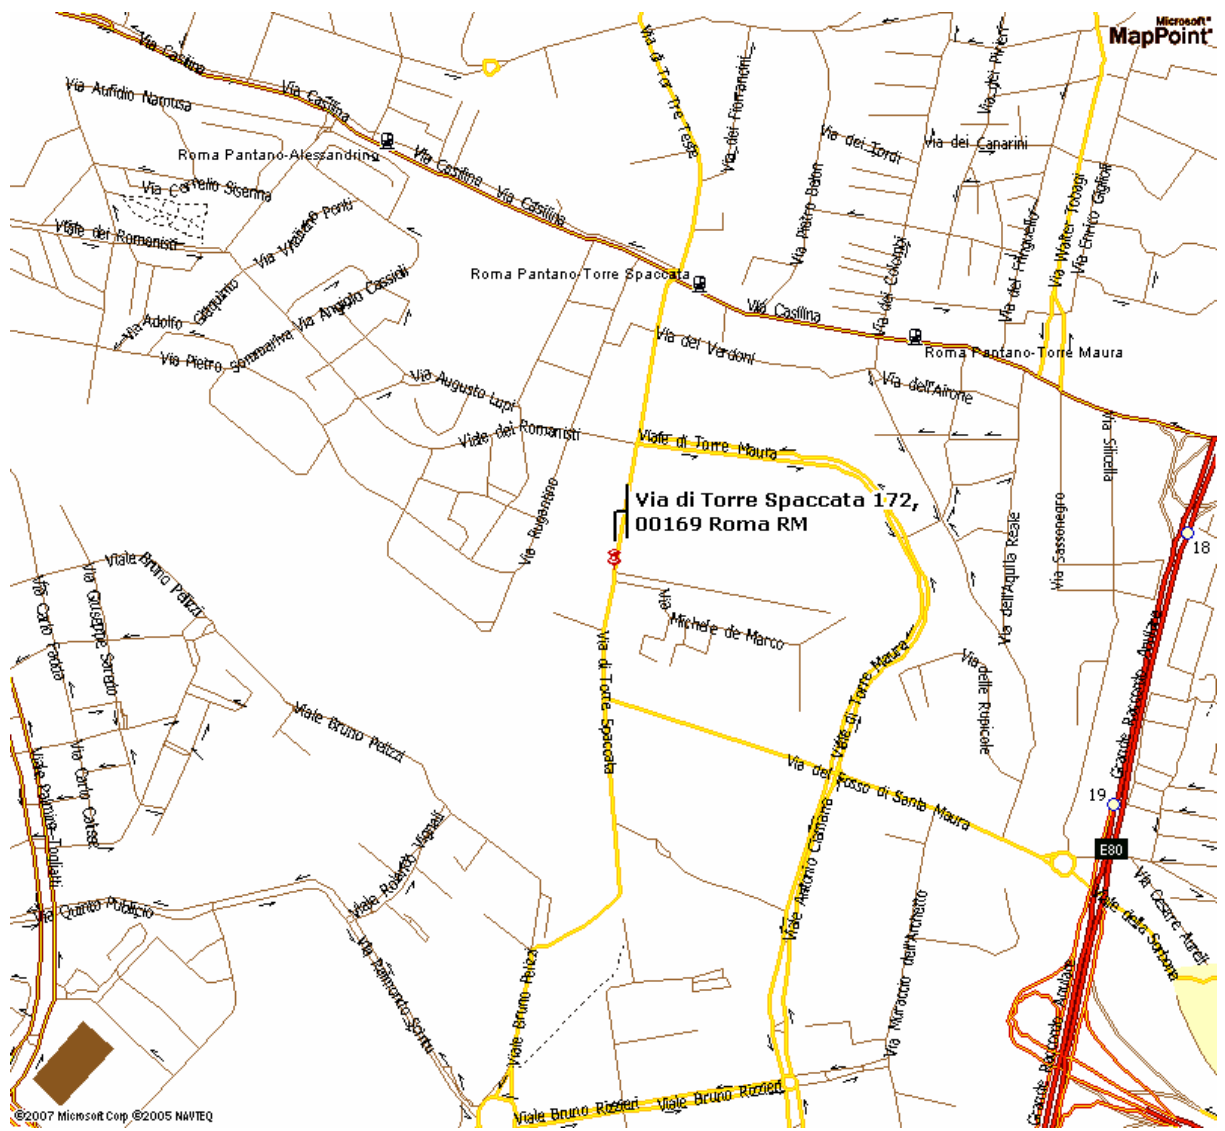 Microsoft®
MapPoint®
Via Casilina
Via di Tor Tre Teste
Via dei Fiorrancini
Via dei Pinieri
Via Aufidio Namusa
Via Casilina
Via dei Tordi
Via dei Canarini
Roma Pantano-Alessandrino
Via Casilina
Via Cornelio Sisenna
Via Casilina
Via Walter Tobagi
Via Enrico Giglioli
Viale dei Romanisti
Via Pietro Balon
Via dei Colombi
Via del Fringuello
Roma Pantano-Torre Spaccata
Via Angiolo Cassioli
Via Adolfo Giaquinto
Via Casilina
Via Pietro Sommariva
Via dei Verdoni
Roma Pantano-Torre Maura
Via Augusto Lupi
Via dell'Airone
Viale dei Romanisti
Viale di Torre Maura
Via Silicella
Via di Torre Spaccata 172,
00169 Roma RM
Via Rugantino
Via dell'Aquila Reale
Via Sassonegro
18
Viale Bruno Pelizzi
Via Carlo Fadda
Via Giuseppe Saredo
Via
Michele de Marco
Via di Torre Spaccata
Viale di Torre Maura
Via delle Rupicole
Grande Raccordo Anulare
Viale Bruno Pelizzi
Viale Palmiro Togliatti
Via Carlo Calisse
Via del Fosso di Santa Maura
19
E80
Viale Rolando Vignali
Viale Antonio Ciamarra
Via Quinto Publicio
Via Cesare Aureli
Viale della Sorbona
Via Raimondo Scintu
Viale Bruno Pelizzi
Via Muraccio dell'Archetto
Grande Raccordo Anulare
Viale Bruno Rizzieri
Viale Bruno Rizzieri
©2007 Microsoft Corp ©2005 NAVTEQ